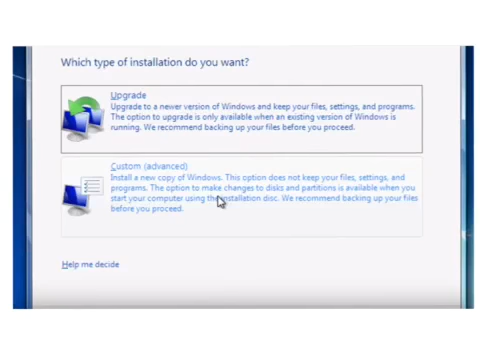 Which type of installation do you want?
Upgrade
Upgrade to a newer version of Windows and keep your files, settings, and programs.
The option to upgrade is only available when an existing version of Windows is
running. We recommend backing up your files before you proceed.
Custom (advanced)
Install a new copy of Windows. This option does not keep your files, settings, and
programs. The option to make changes to disks and partitions is available when you
start your computer using the installation disc. We recommend backing up your files
before you proceed.
Help me decide